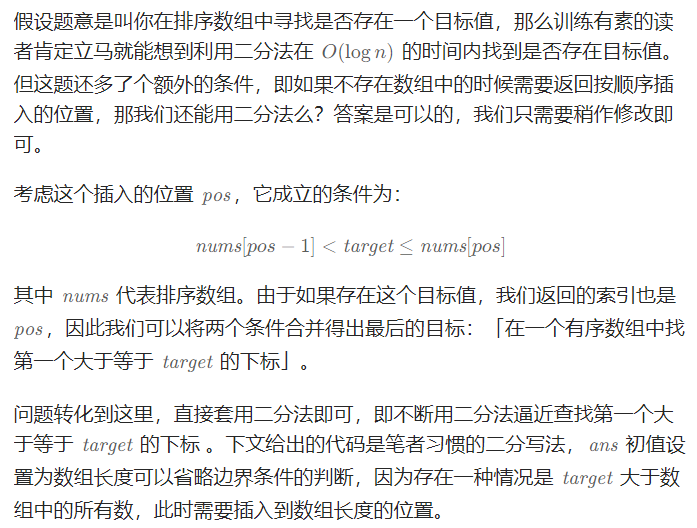 假设题意是叫你在排序数组中寻找是否存在一个目标值，那么训练有素的读
者肯定立马就能想到利用二分法在 O(log n) 的时间内找到是否存在目标值。
但这题还多了个额外的条件，即如果不存在数组中的时候需要返回按顺序插
入的位置，那我们还能用二分法么？答案是可以的，我们只需要稍作修改即
可。
考虑这个插入的位置 pos，它成立的条件为：
nums[pos − 1] < target ≤ nums[pos]
其中 nums 代表排序数组。由于如果存在这个目标值，我们返回的索引也是
pos，因此我们可以将两个条件合并得出最后的目标：「在一个有序数组中找
第一个大于等于 target 的下标」。
问题转化到这里，直接套用二分法即可，即不断用二分法逼近查找第一个大
于等于 target 的下标 。下文给出的代码是笔者习惯的二分写法，ans 初值设
置为数组长度可以省略边界条件的判断，因为存在一种情况是 target 大于数
组中的所有数，此时需要插入到数组长度的位置。